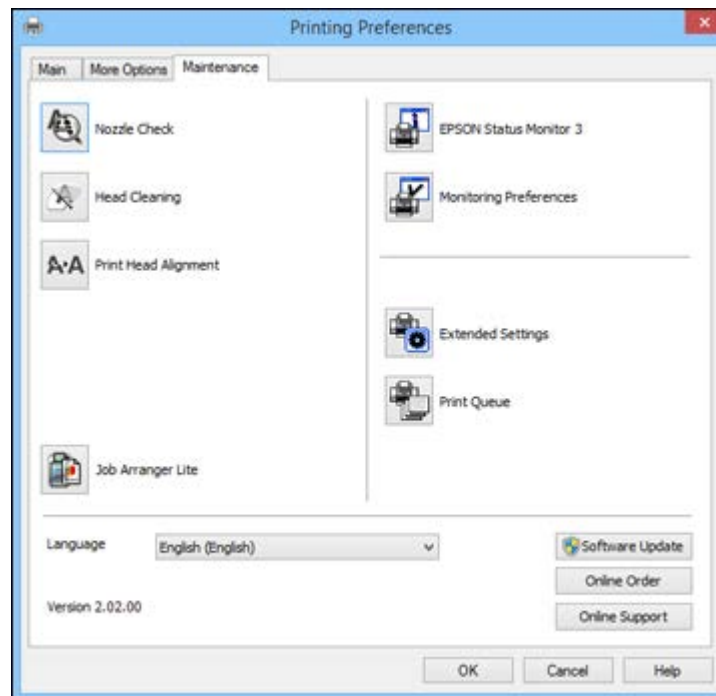 Printing Preferences
Main
More Options
Maintenance
Nozzle Check
EPSON Status Monitor 3
Head Cleaning
Monitoring Preferences
A·A Print Head Alignment
Extended Settings
Print Queue
Job Arranger Lite
Language
English (English)
Software Update
Online Order
Version 2.02.00
Online Support
OK
Cancel
Help